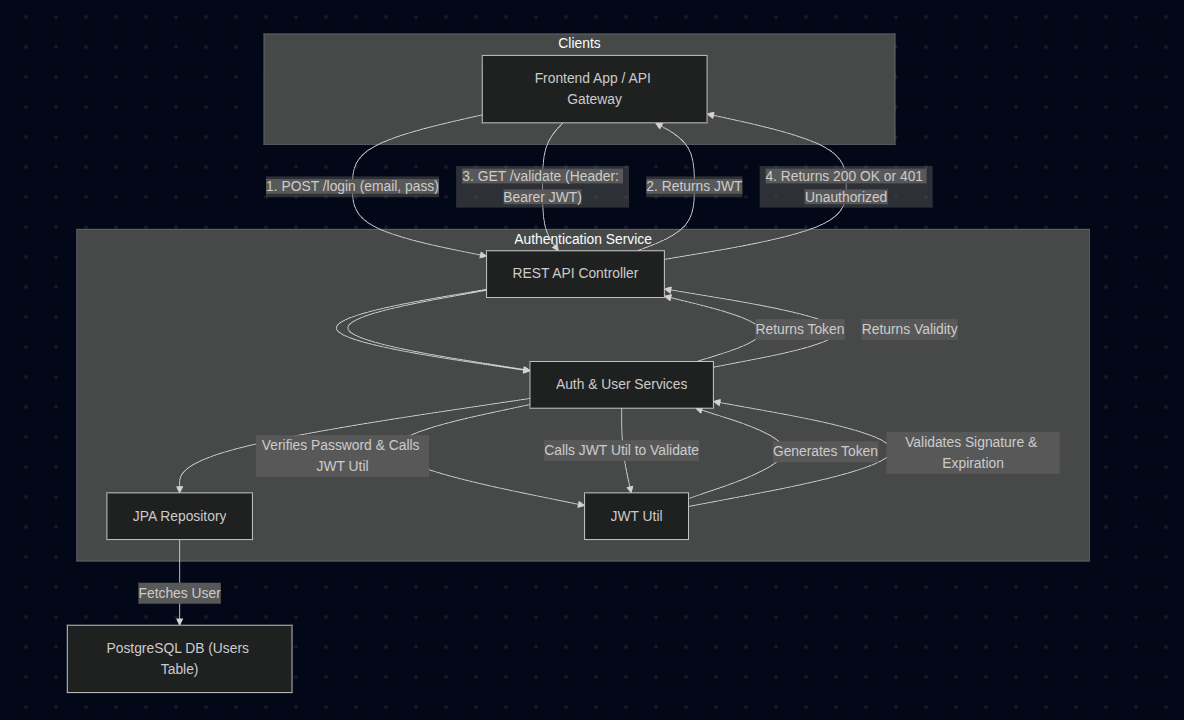 Clients
Frontend App / API
Gateway
1. POST /login (email, pass)
3. GET /validate (Header:
Bearer JWT)
2. Returns JWT
4. Returns 200 OK or 401
Unauthorized
Authentication Service
REST API Controller
Returns Token
Returns Validity
Auth & User Services
Verifies Password & Calls
JWT Util
Calls JWT Util to Validate
Generates Token
Validates Signature &
Expiration
JPA Repository
JWT Util
Fetches User
PostgreSQL DB (Users
Table)